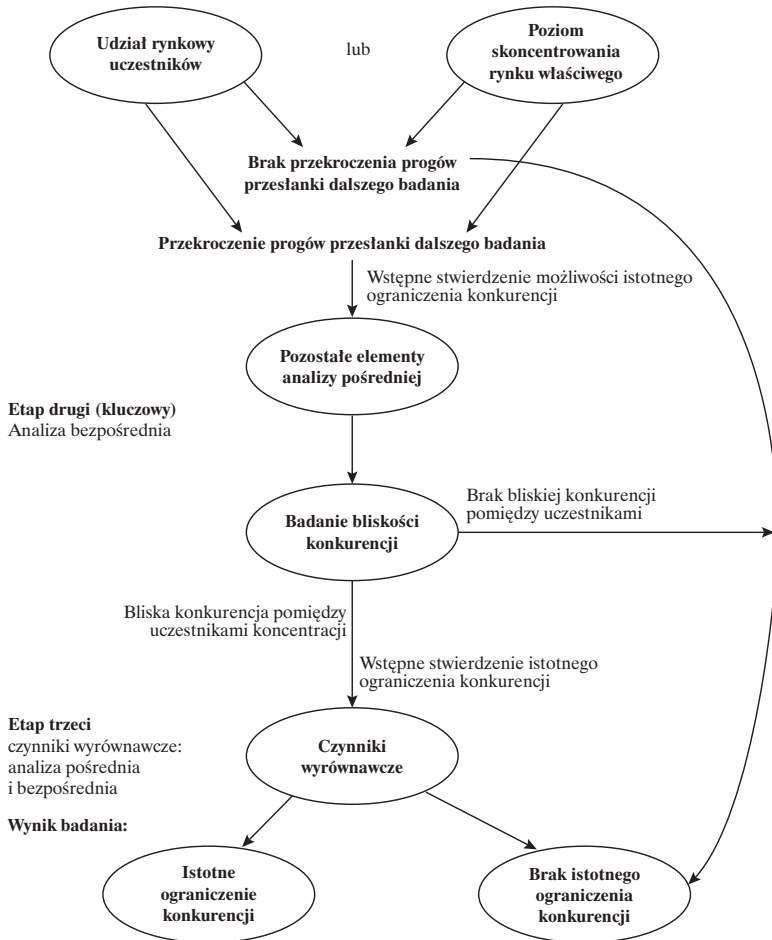 Udział rynkowy
uczestników
lub
Poziom
skoncentrowania
rynku właściwego
Brak przekroczenia progów
przesłanki dalszego badania
Przekroczenie progów przesłanki dalszego badania
Wstępne stwierdzenie możliwości istotnego
ograniczenia konkurencji
Pozostałe elementy
analizy pośredniej
Etap drugi (kluczowy)
Analiza bezpośrednia
Badanie bliskości
konkurencji
Brak bliskiej konkurencji
pomiędzy uczestnikami
Bliska konkurencja pomiędzy
uczestnikami koncentracji
Wstępne stwierdzenie istotnego
ograniczenia konkurencji
Etap trzeci
czynniki wyrównawcze:
analiza pośrednia
i bezpośrednia
Czynniki
wyrównawcze
Wynik badania:
Istotne
ograniczenie
konkurencji
Brak istotnego
ograniczenia
konkurencji